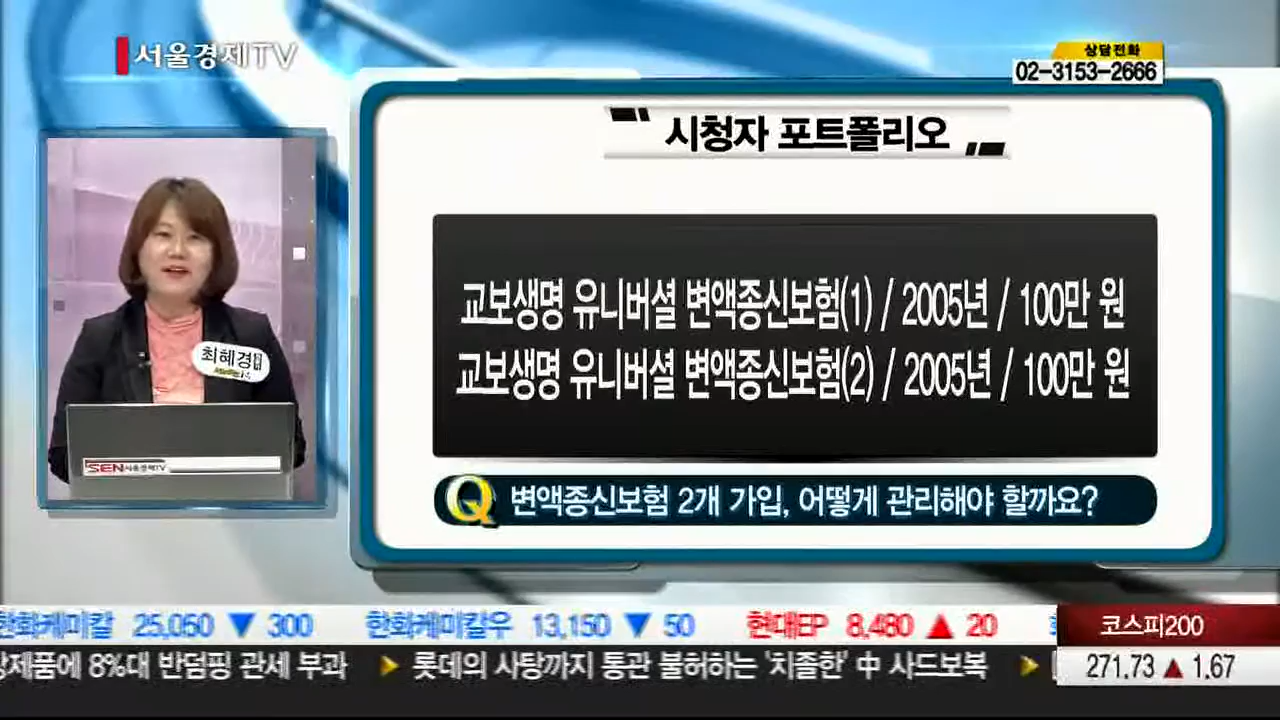 서울경제TV
상담전화
02-3153-2666
시청자 포트폴리오
교보생명 유니버셜 변액종신보험(1) / 2005년 / 100만 원
교보생명 유니버셜 변액종신보험(2) / 2005년 / 100만 원
최혜경
SEN서울경제TV
Q 변액종신보험 2개 가입, 어떻게 관리해야 할까요?
한화케미칼 25,050 ▼ 300 한화케미칼우 13,150 ▼ 50 현대EP 8,480 ▲ 20
코스피200
상제품에 8%대 반덤핑 관세 부과 ▶ 롯데의 사탕까지 통관 불허하는 '치졸한' 中 사드보복 ▶
271.73 ▲ 1.67